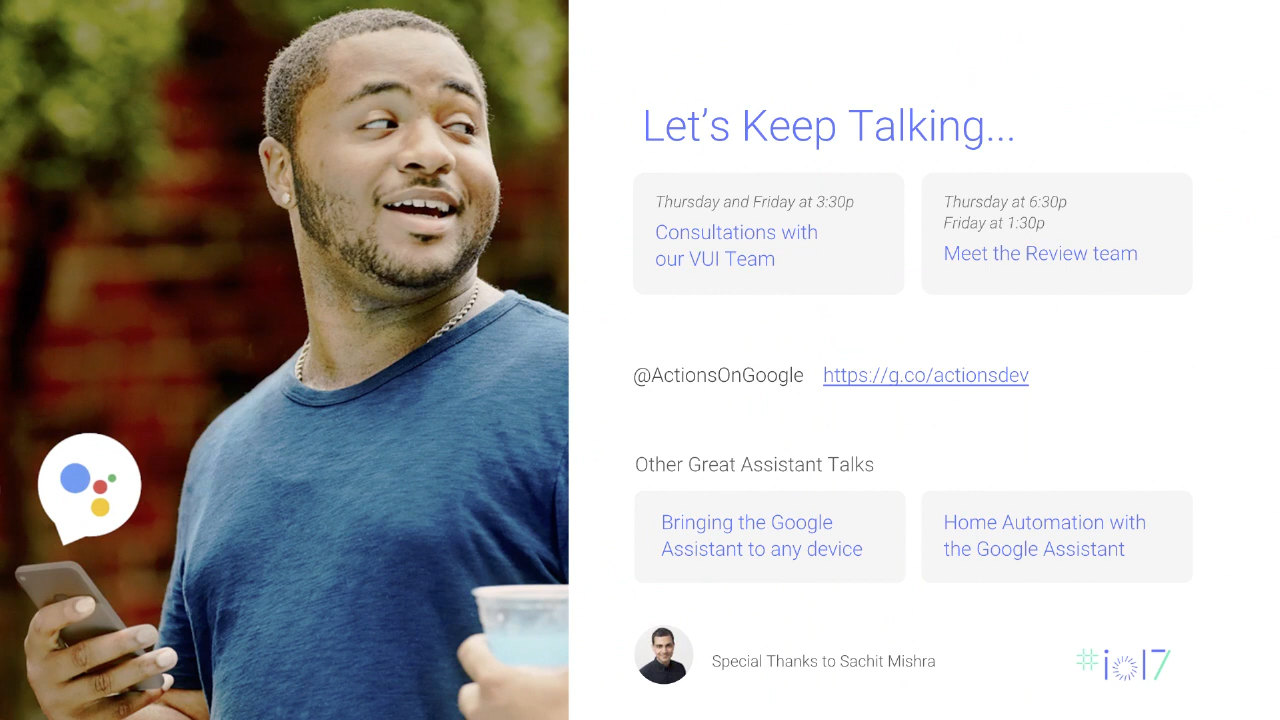 Let's Keep Talking...
Thursday and Friday at 3:30p
Consultations with
our VUI Team
Thursday at 6:30p
Friday at 1:30p
Meet the Review team
@ActionsOnGoogle https://g.co/actionsdev
Other Great Assistant Talks
Bringing the Google
Assistant to any device
Home Automation with
the Google Assistant
Special Thanks to Sachit Mishra
#io17